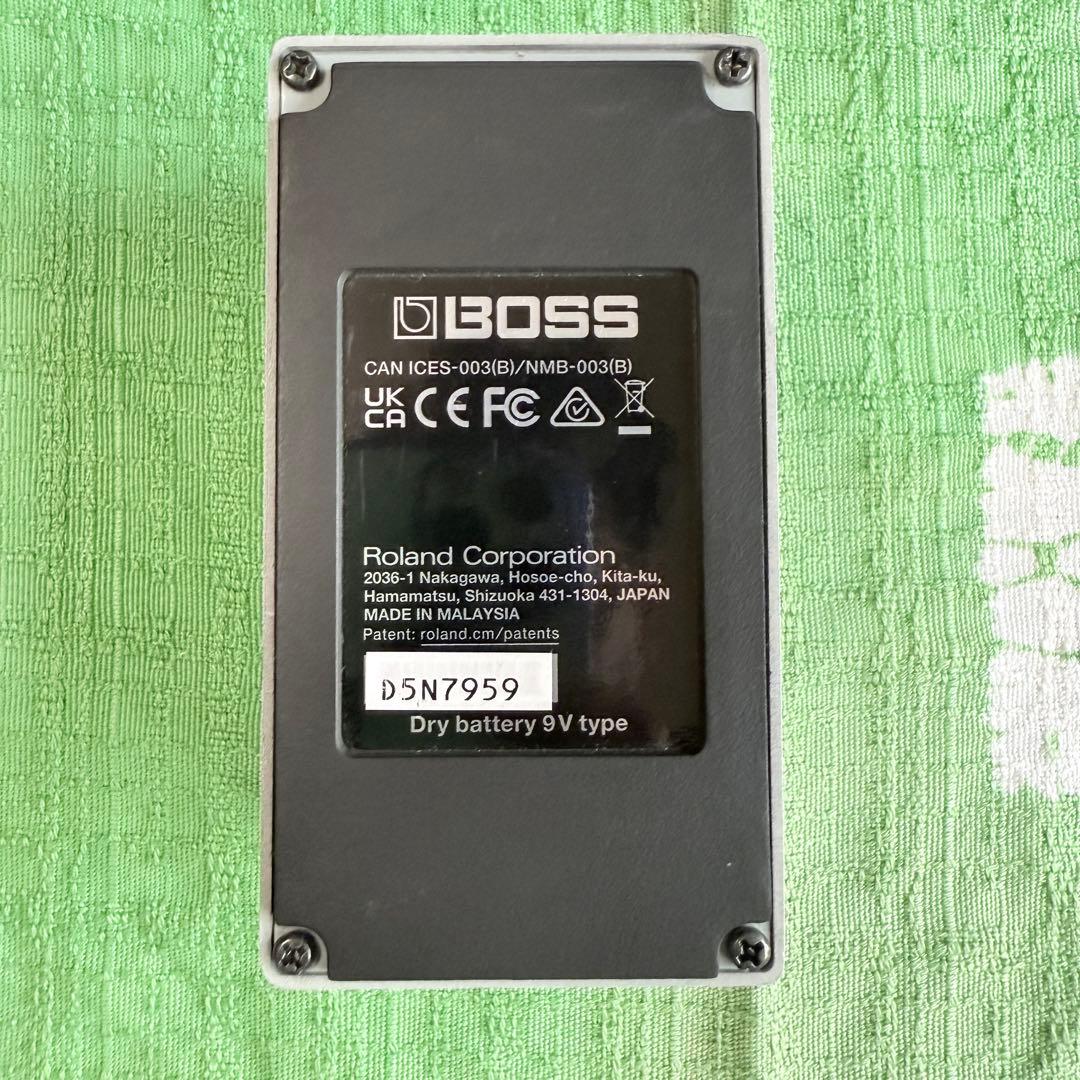 BOSS
CAN ICES-003(B)/NMB-003(B)
UK CA CE FC
Roland Corporation
2036-1 Nakagawa, Hosoe-cho, Kita-ku,
Hamamatsu, Shizuoka 431-1304, JAPAN
MADE IN MALAYSIA
Patent: roland.cm/patents
D5N7959
Dry battery 9V type